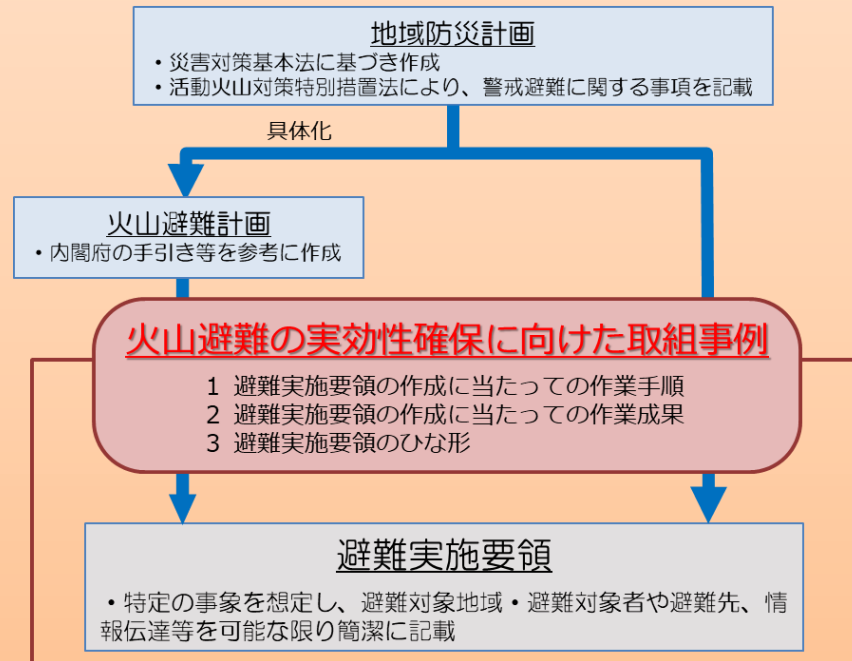 地域防災計画
・災害対策基本法に基づき作成
・活動火山対策特別措置法により、警戒避難に関する事項を記載
具体化
火山避難計画
・内閣府の手引き等を参考に作成
火山避難の実効性確保に向けた取組事例
1 避難実施要領の作成に当たっての作業手順
2 避難実施要領の作成に当たっての作業成果
3 避難実施要領のひな形
避難実施要領
・特定の事象を想定し、避難対象地域・避難対象者や避難先、情
報伝達等を可能な限り簡潔に記載